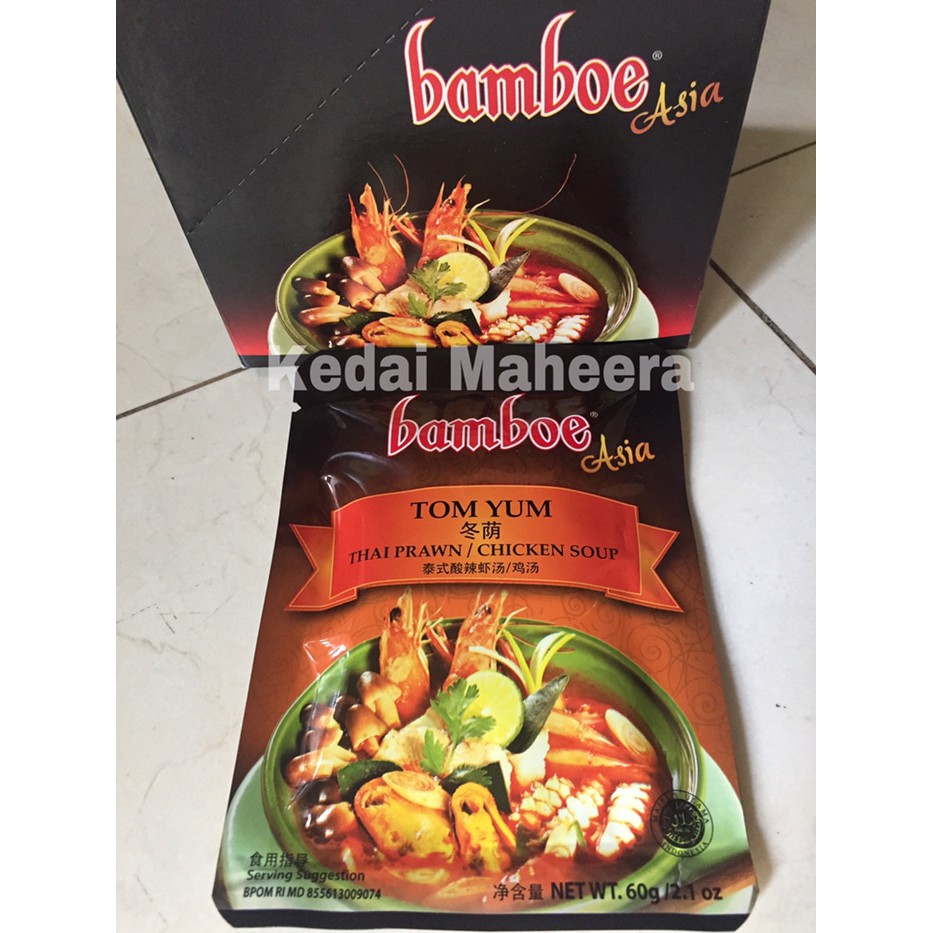 bamboe®
Asia
Kedai Maheera
bamboe®
Asia
TOM YUM
冬荫
THAI PRAWN / CHICKEN SOUP
泰式酸辣虾汤/鸡汤
食用指导
Serving Suggestion
BPOM RI MD 855613009074
净含量 NET WT. 60g /2.1 oz
INDONESIA